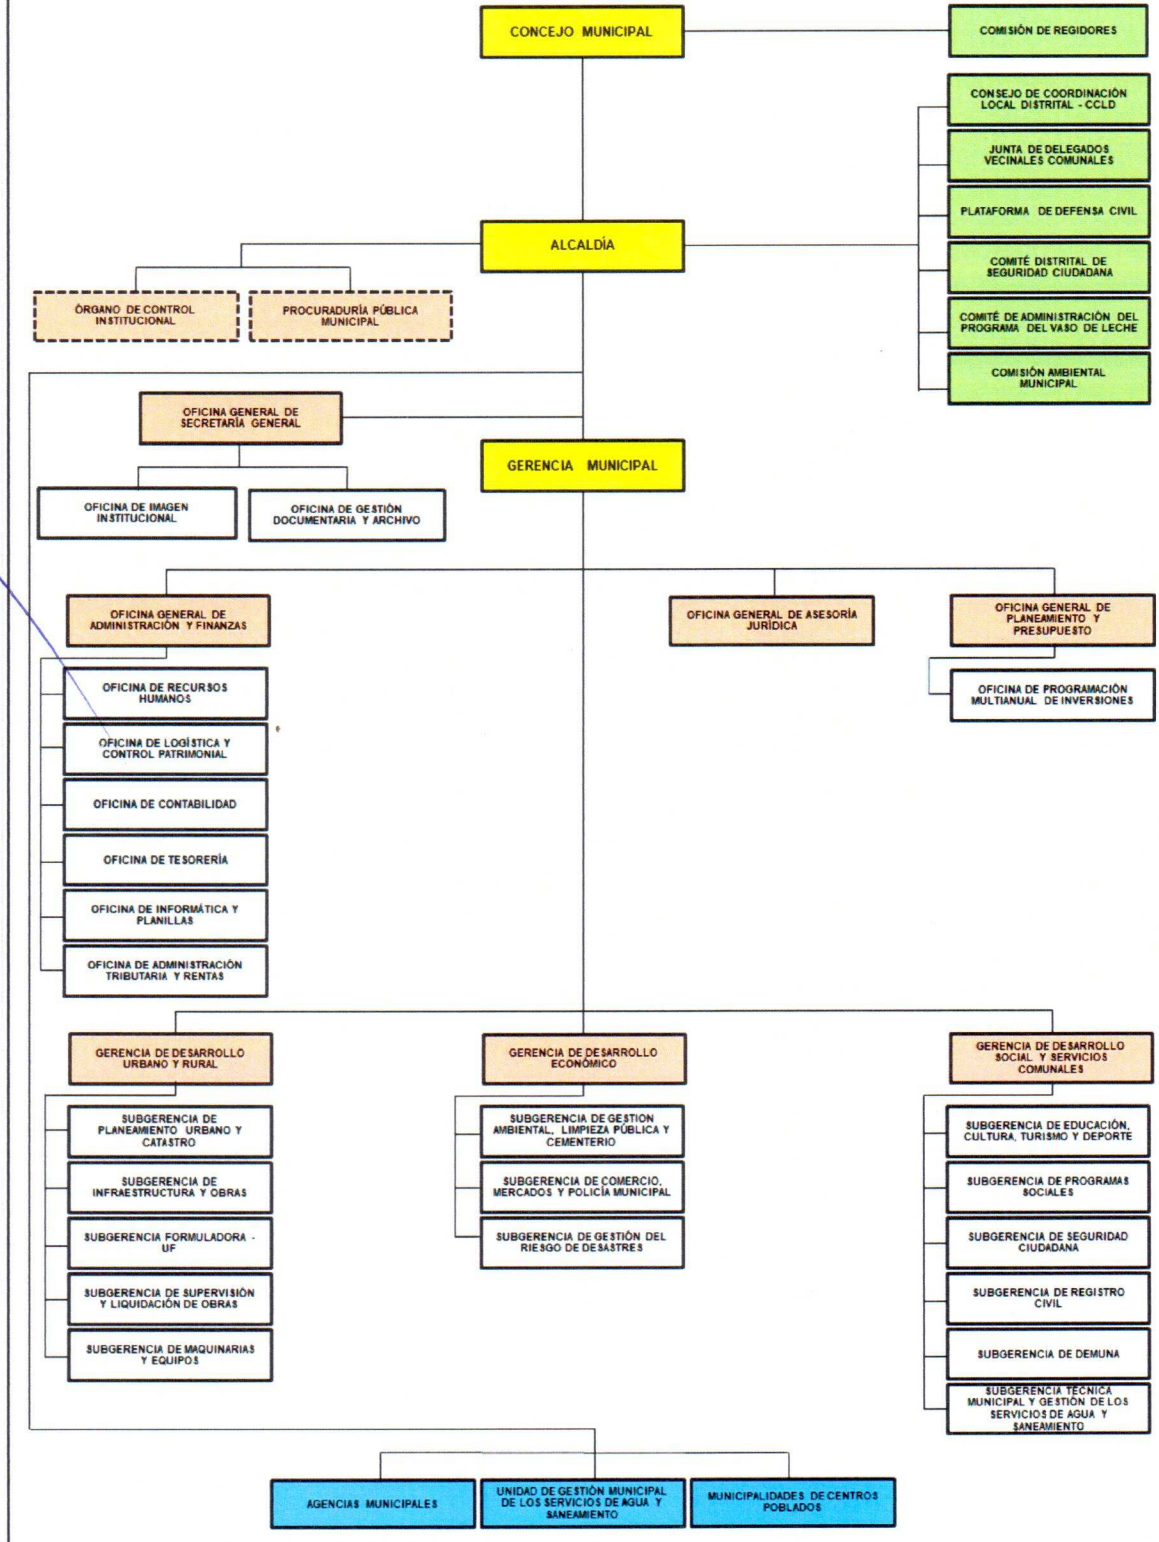 CONCEJO MUNICIPAL
COMISIÓN DE REGIDORES
CONSEJO DE COORDINACIÓN
LOCAL DISTRITAL - CCLD
JUNTA DE DELEGADOS
VECINALES COMUNALES
PLATAFORMA DE DEFENSA CIVIL
ALCALDÍA
COMITÉ DISTRITAL DE
SEGURIDAD CIUDADANA
ÓRGANO DE CONTROL
INSTITUCIONAL
PROCURADURÍA PÚBLICA
MUNICIPAL
COMITÉ DE ADMINISTRACIÓN DEL
PROGRAMA DEL VASO DE LECHE
COMISIÓN AMBIENTAL
MUNICIPAL
OFICINA GENERAL DE
SECRETARÍA GENERAL
GERENCIA MUNICIPAL
OFICINA DE IMAGEN
INSTITUCIONAL
OFICINA DE GESTIÓN
DOCUMENTARIA Y ARCHIVO
OFICINA GENERAL DE
ADMINISTRACIÓN Y FINANZAS
OFICINA GENERAL DE ASESORÍA
JURÍDICA
OFICINA GENERAL DE
PLANEAMIENTO Y
PRESUPUESTO
OFICINA DE RECURSOS
HUMANOS
OFICINA DE PROGRAMACIÓN
MULTIANUAL DE INVERSIONES
OFICINA DE LOGÍSTICA Y
CONTROL PATRIMONIAL
OFICINA DE CONTABILIDAD
OFICINA DE TESORERÍA
OFICINA DE INFORMÁTICA Y
PLANILLAS
OFICINA DE ADMINISTRACIÓN
TRIBUTARIA Y RENTAS
GERENCIA DE DESARROLLO
URBANO Y RURAL
GERENCIA DE DESARROLLO
ECONÓMICO
GERENCIA DE DESARROLLO
SOCIAL Y SERVICIOS
COMUNALES
SUBGERENCIA DE
PLANEAMIENTO URBANO Y
CATASTRO
SUBGERENCIA DE
INFRAESTRUCTURA Y OBRAS
SUBGERENCIA FORMULADORA -
UF
SUBGERENCIA DE SUPERVISIÓN
Y LIQUIDACIÓN DE OBRAS
SUBGERENCIA DE MAQUINARIAS
Y EQUIPOS
SUBGERENCIA DE GESTION
AMBIENTAL, LIMPIEZA PÚBLICA Y
CEMENTERIO
SUBGERENCIA DE COMERCIO,
MERCADOS Y POLICÍA MUNICIPAL
SUBGERENCIA DE GESTIÓN DEL
RIESGO DE DESASTRES
SUBGERENCIA DE EDUCACIÓN,
CULTURA, TURISMO Y DEPORTE
SUBGERENCIA DE PROGRAMAS
SOCIALES
SUBGERENCIA DE SEGURIDAD
CIUDADANA
SUBGERENCIA DE REGISTRO
CIVIL
SUBGERENCIA DE DEMUNA
SUBGERENCIA TÉCNICA
MUNICIPAL Y GESTIÓN DE LOS
SERVICIOS DE AGUA Y
SANEAMIENTO
AGENCIAS MUNICIPALES
UNIDAD DE GESTIÓN MUNICIPAL
DE LOS SERVICIOS DE AGUA Y
SANEAMIENTO
MUNICIPALIDADES DE CENTROS
POBLADOS